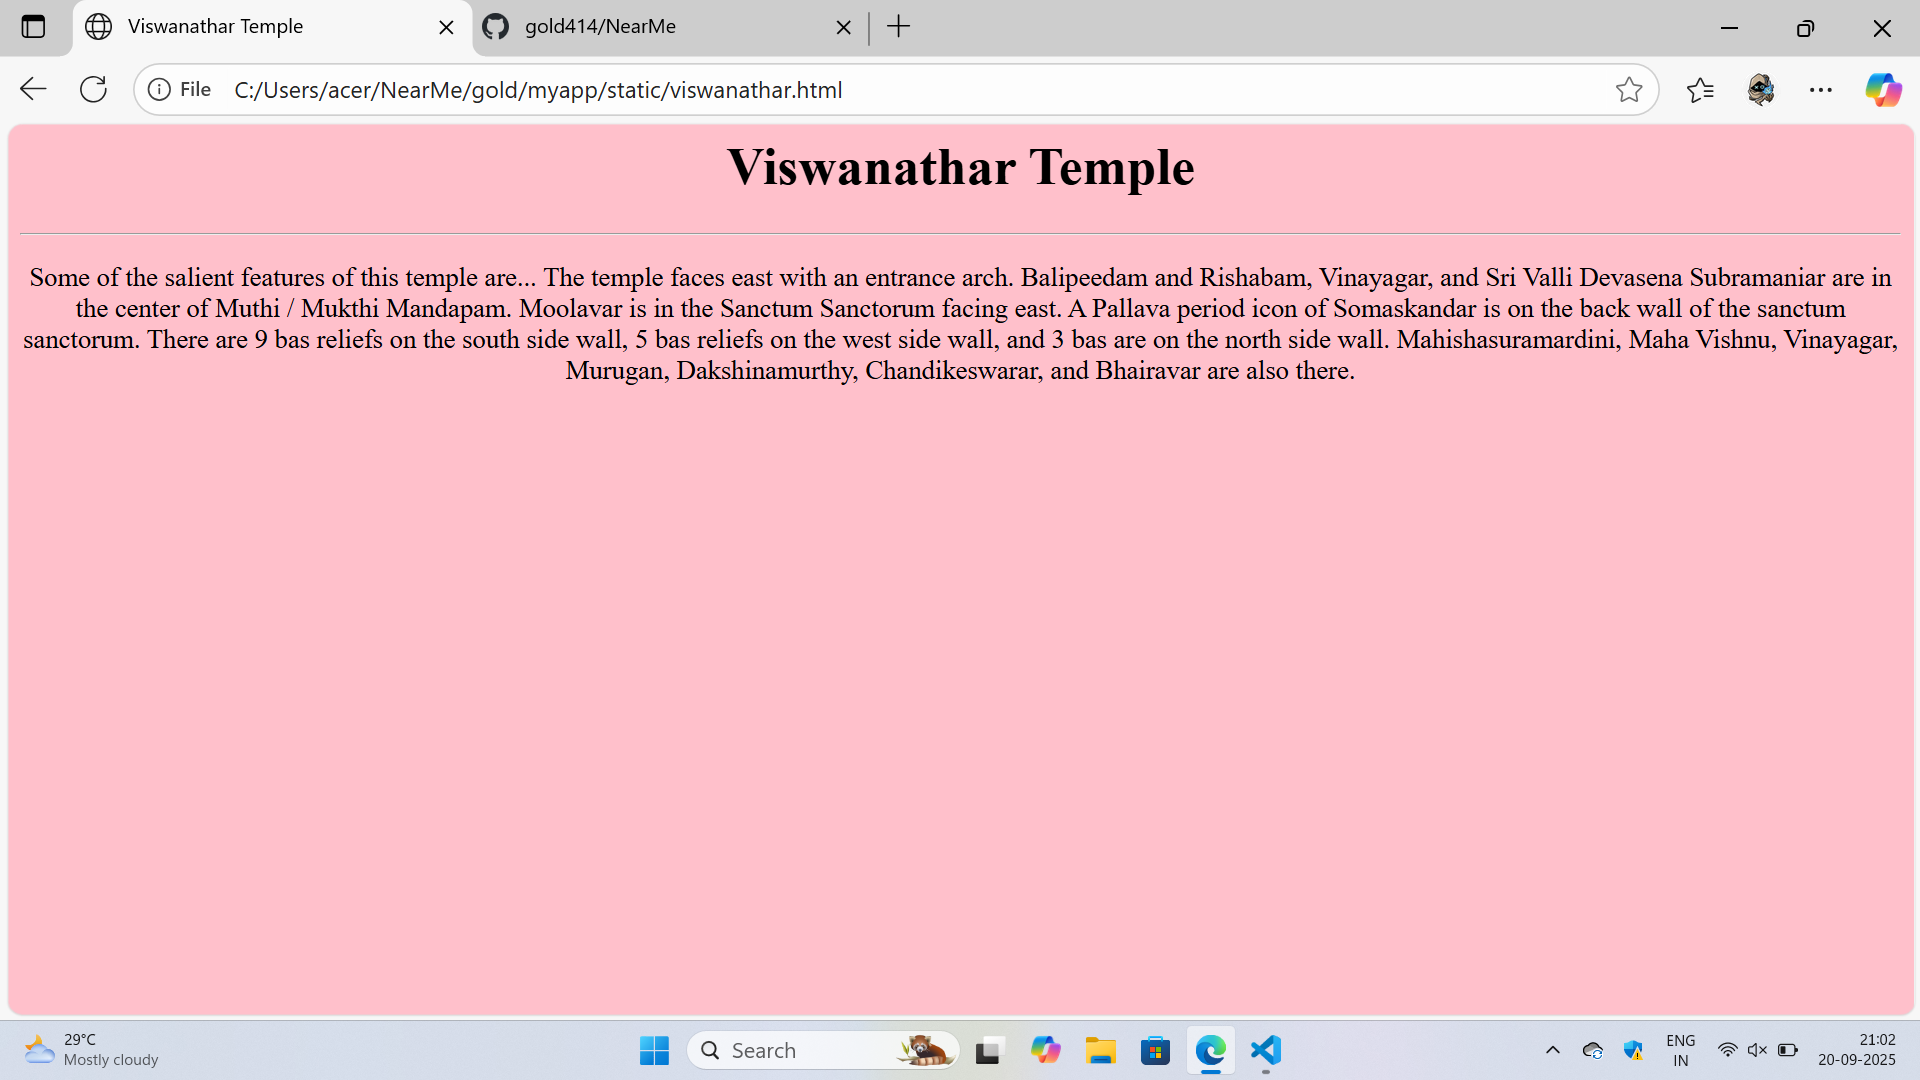 Viswanathar Temple
gold414/NearMe
File C:/Users/acer/NearMe/gold/myapp/static/viswanathar.html
Viswanathar Temple
Some of the salient features of this temple are... The temple faces east with an entrance arch. Balipeedam and Rishabam, Vinayagar, and Sri Valli Devasena Subramaniar are in
the center of Muthi / Mukthi Mandapam. Moolavar is in the Sanctum Sanctorum facing east. A Pallava period icon of Somaskandar is on the back wall of the sanctum
sanctorum. There are 9 bas reliefs on the south side wall, 5 bas reliefs on the west side wall, and 3 bas are on the north side wall. Mahishasuramardini, Maha Vishnu, Vinayagar,
Murugan, Dakshinamurthy, Chandikeswarar, and Bhairavar are also there.
29°C
Mostly cloudy
Search
ENG
IN
21:02
20-09-2025